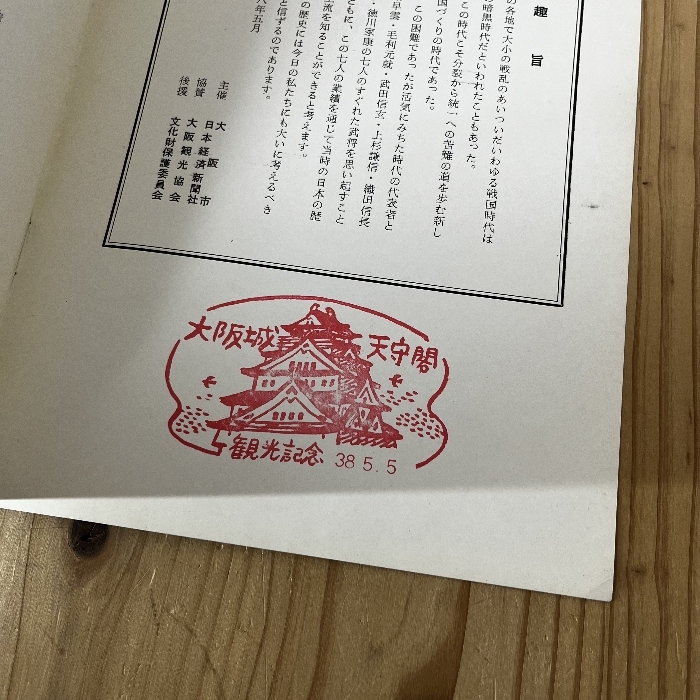 趣旨
の各地で大小の戦乱のあいついだいわゆる戦国時代は
暗黒時代だといわれたこともあった。
この時代こそ分裂から統一への苦難の道を歩む新し
国づくりの時代であった。
この困難であったが活気にみちた時代の代表者と
早雲・毛利元就・武田信玄・上杉謙信・織田信長
・徳川家康の七人のすぐれた武将を思い起すこと
ともに、この七人の業績を通じて当時の日本の歴
流を知ることができると考えます。
の歴史には今日の私たちにも大いに考えるべき
と信ずるのであります。
八年五月
主催 大阪市
協賛 日本経済新聞社
大阪観光協会
後援 文化財保護委員会
大阪城 天守閣
観光記念 38.5.5